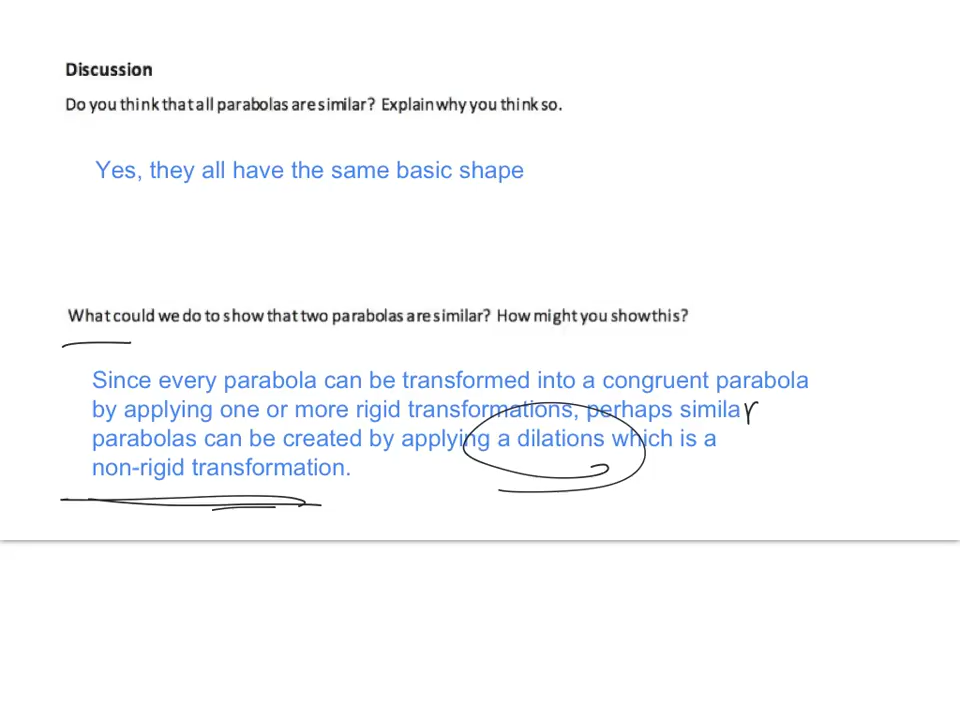 Discussion
Do you think that all parabolas are similar? Explain why you think so.
Yes, they all have the same basic shape
What could we do to show that two parabolas are similar? How might you show this?
Since every parabola can be transformed into a congruent parabola
by applying one or more rigid transformations, perhaps similar
parabolas can be created by applying a dilations which is a
non-rigid transformation.